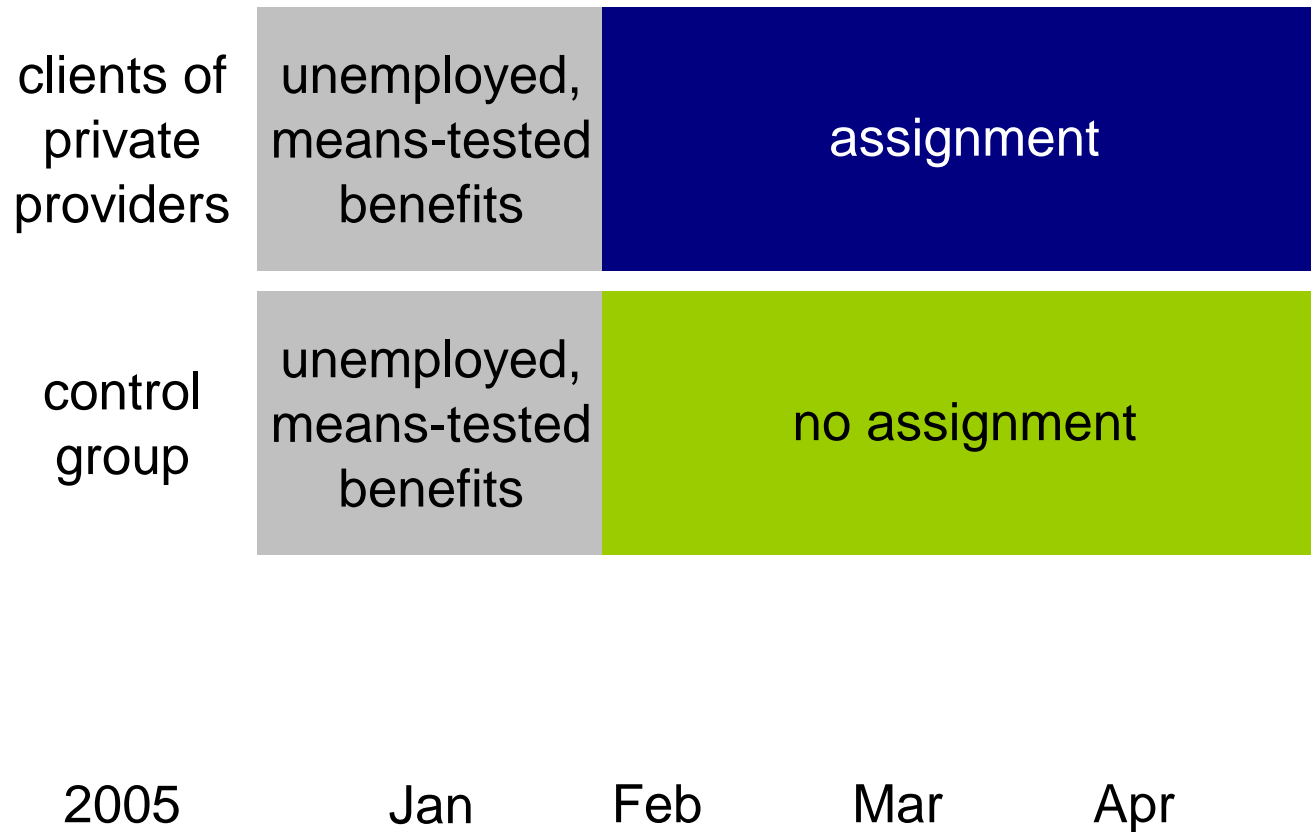 clients of
private
providers
unemployed,
means-tested
benefits
assignment
control
group
unemployed,
means-tested
benefits
no assignment
2005 Jan Feb Mar Apr